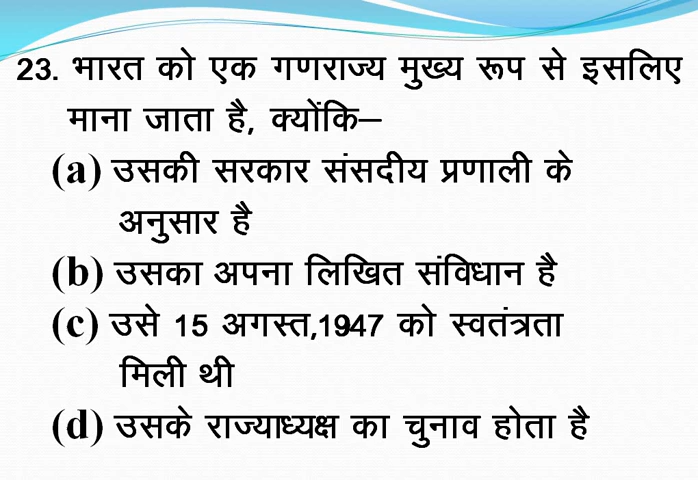 23. भारत को एक गणराज्य मुख्य रूप से इसलिए
माना जाता है, क्योंकि–
(a) उसकी सरकार संसदीय प्रणाली के
अनुसार है
(b) उसका अपना लिखित संविधान है
(c) उसे 15 अगस्त,1947 को स्वतंत्रता
मिली थी
(d) उसके राज्याध्यक्ष का चुनाव होता है